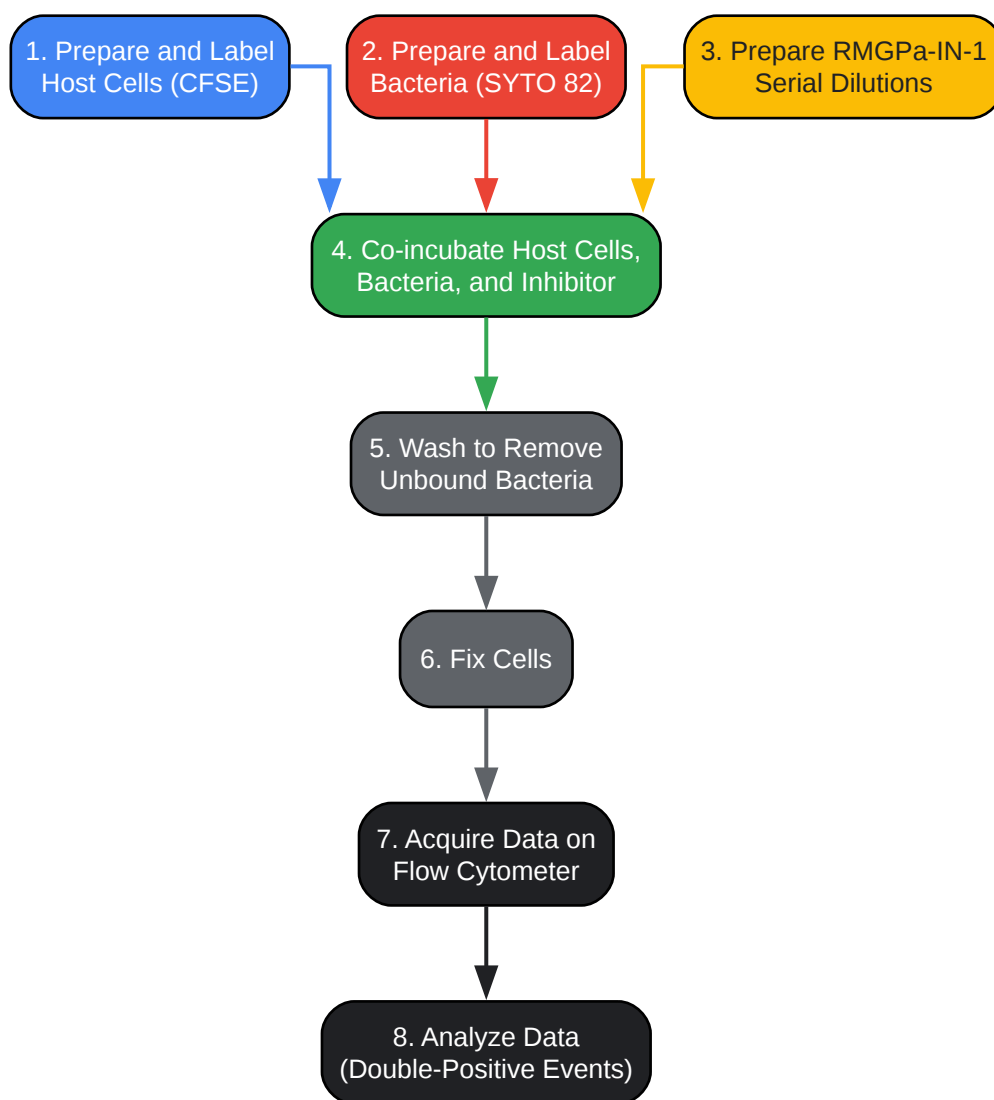 1. Prepare and Label
Host Cells (CFSE)
2. Prepare and Label
Bacteria (SYTO 82)
3. Prepare RMGPa-IN-1
Serial Dilutions
4. Co-incubate Host Cells,
Bacteria, and Inhibitor
5. Wash to Remove
Unbound Bacteria
6. Fix Cells
7. Acquire Data on
Flow Cytometer
8. Analyze Data
(Double-Positive Events)